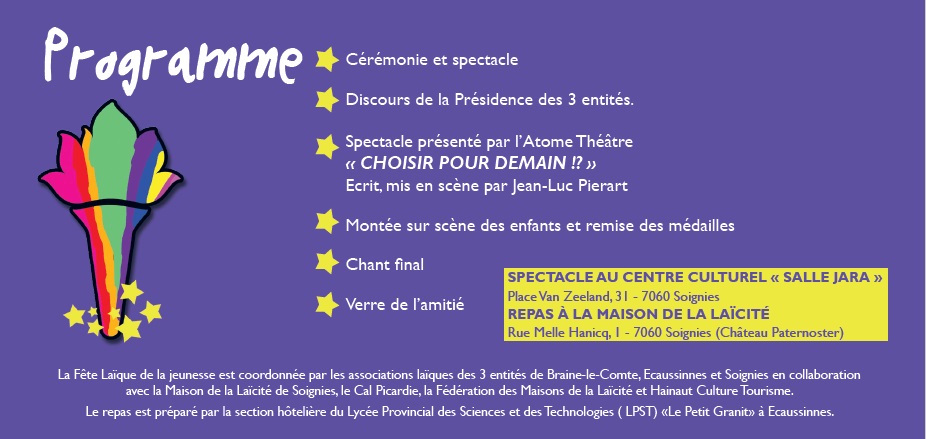 Programme
Cérémonie et spectacle
Discours de la Présidence des 3 entités.
Spectacle présenté par l'Atome Théâtre
« CHOISIR POUR DEMAIN !? »
Ecrit, mis en scène par Jean-Luc Pierart
Montée sur scène des enfants et remise des médailles
Chant final
Verre de l'amitié
SPECTACLE AU CENTRE CULTUREL « SALLE JARA »
Place Van Zeeland, 31 - 7060 Soignies
REPAS À LA MAISON DE LA LAÏCITÉ
Rue Melle Hanicq, 1 - 7060 Soignies (Château Paternoster)
La Fête Laïque de la jeunesse est coordonnée par les associations laïques des 3 entités de Braine-le-Comte, Ecaussinnes et Soignies en collaboration
avec la Maison de la Laïcité de Soignies, le Cal Picardie, la Fédération des Maisons de la Laïcité et Hainaut Culture Tourisme.
Le repas est préparé par la section hôtelière du Lycée Provincial des Sciences et des Technologies ( LPST) «Le Petit Granit» à Ecaussinnes.